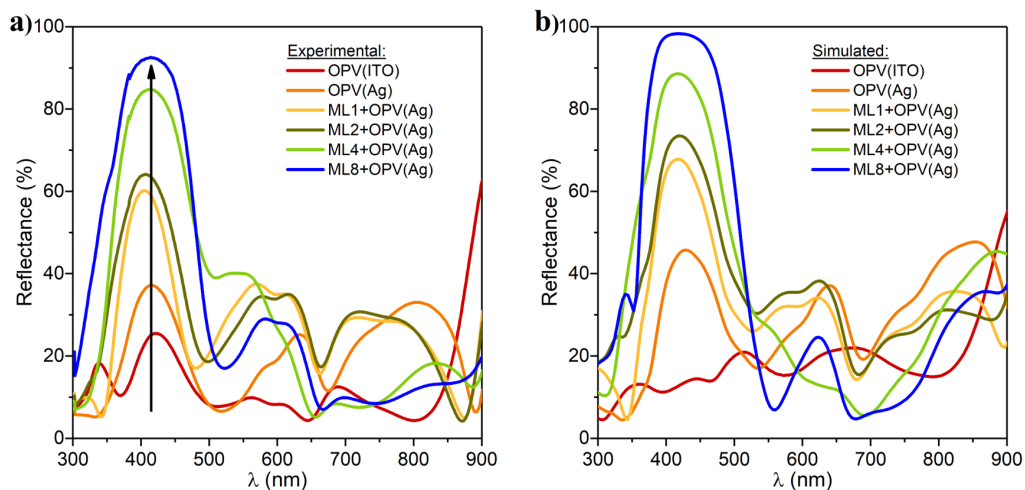 a)
Experimental:
OPV(ITO)
OPV(Ag)
ML1+OPV(Ag)
ML2+OPV(Ag)
ML4+OPV(Ag)
ML8+OPV(Ag)
Reflectance (%)
100
80
60
40
20
0
300 400 500 600 700 800 900
λ (nm)
b)
Simulated:
OPV(ITO)
OPV(Ag)
ML1+OPV(Ag)
ML2+OPV(Ag)
ML4+OPV(Ag)
ML8+OPV(Ag)
Reflectance (%)
100
80
60
40
20
0
300 400 500 600 700 800 900
λ (nm)